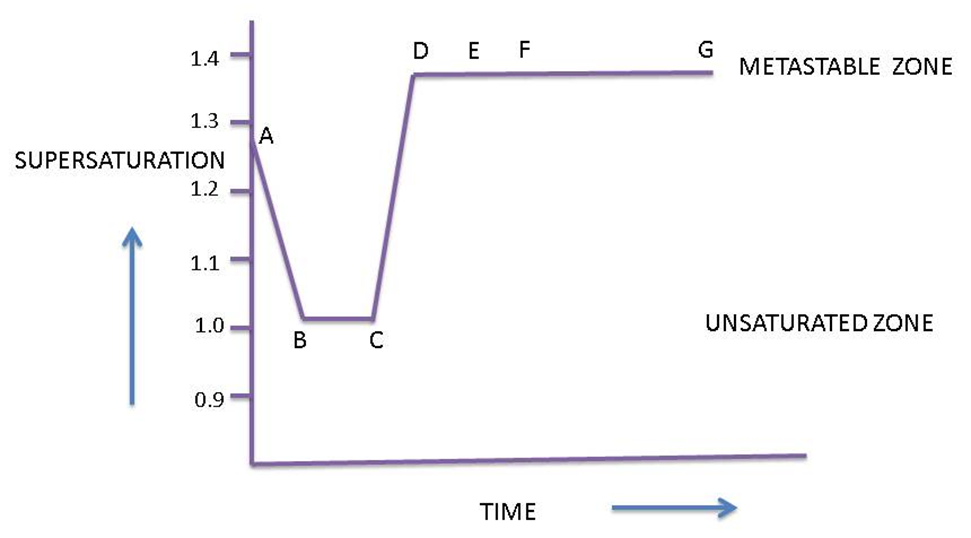 D E F G
1.4
METASTABLE ZONE
1.3
A
SUPERSATURATION
1.2
1.1
1.0
UNSATURATED ZONE
B C
0.9
TIME